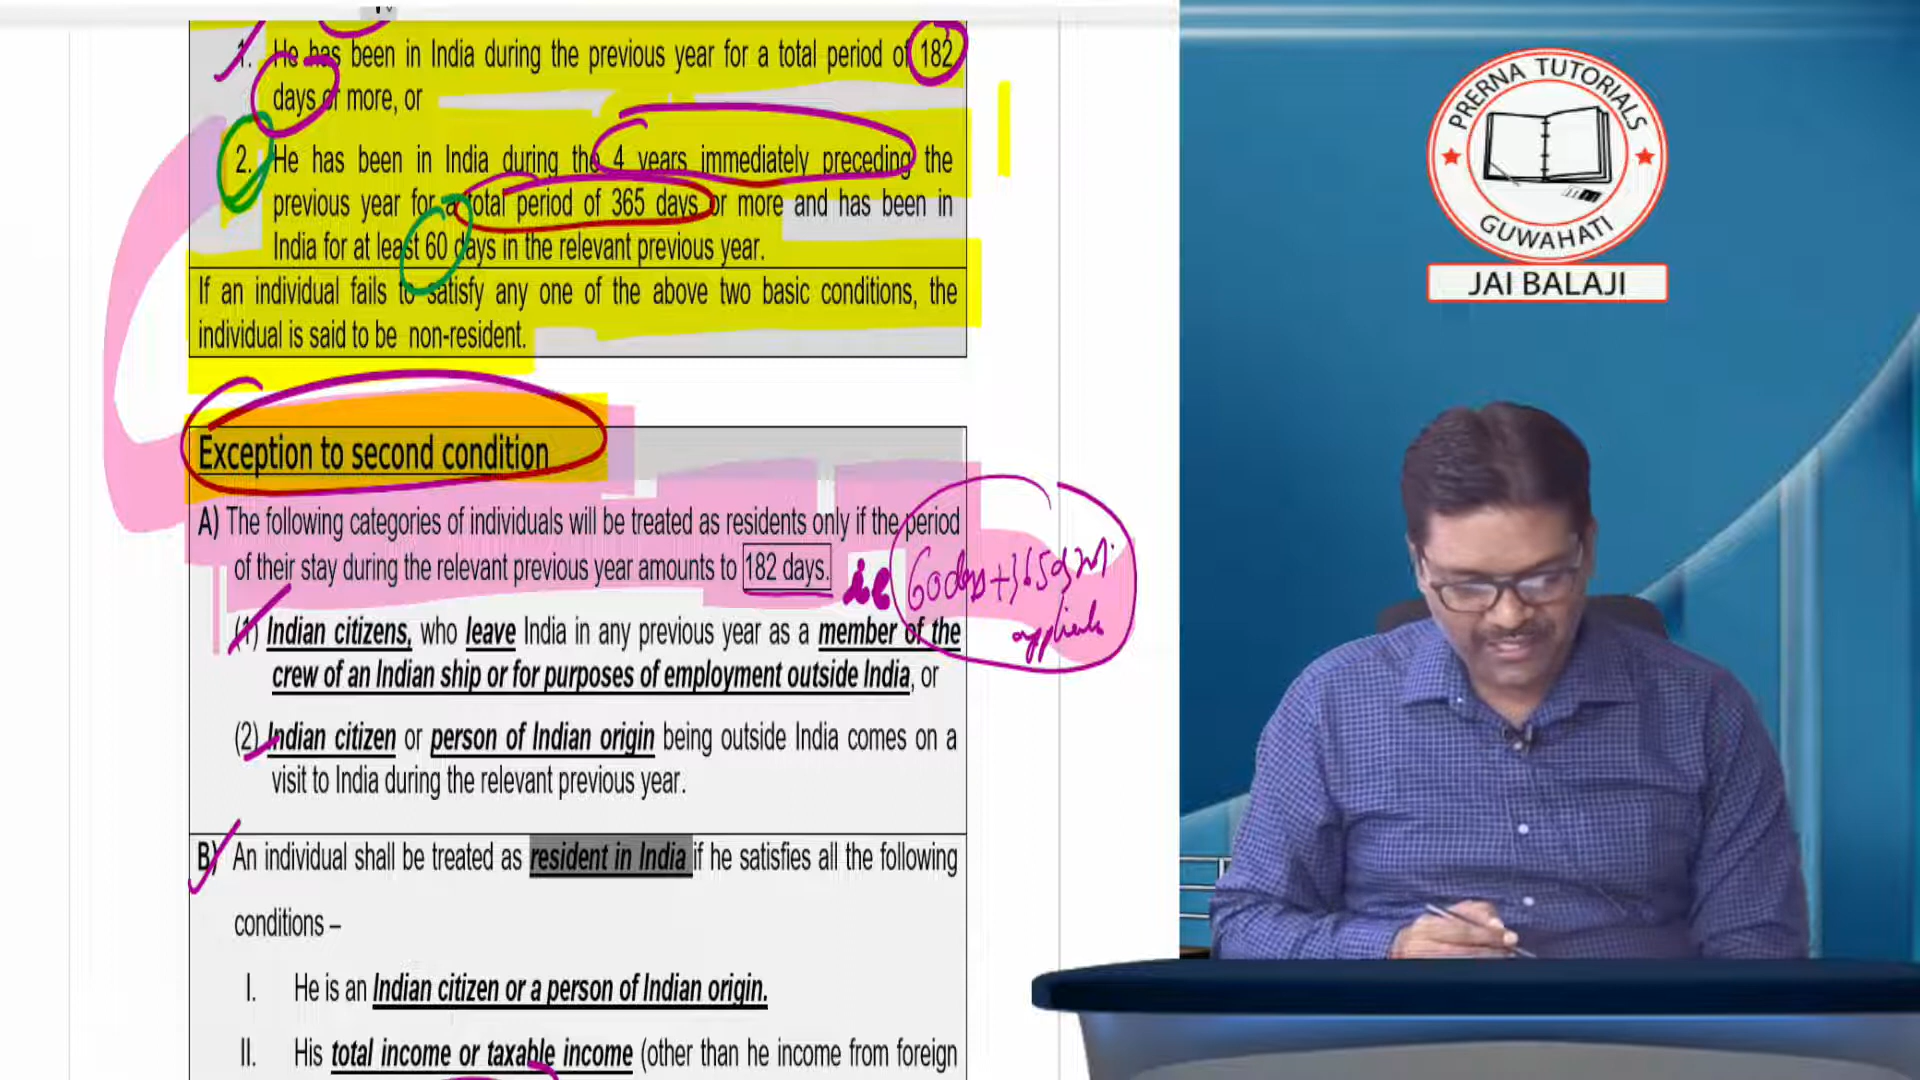 1. He has been in India during the previous year for a total period of 182
days or more, or
2. He has been in India during the 4 years immediately preceding the
previous year for a total period of 365 days or more and has been in
India for at least 60 days in the relevant previous year.
If an individual fails to satisfy any one of the above two basic conditions, the
individual is said to be non-resident.
Exception to second condition
A) The following categories of individuals will be treated as residents only if the period
of their stay during the relevant previous year amounts to 182 days.
i.e 60 days + 365
(1) Indian citizens, who leave India in any previous year as a member of the
crew of an Indian ship or for purposes of employment outside India, or
(2) Indian citizen or person of Indian origin being outside India comes on a
visit to India during the relevant previous year.
B) An individual shall be treated as resident in India if he satisfies all the following
conditions –
I. He is an Indian citizen or a person of Indian origin.
II. His total income or taxable income (other than he income from foreign
PRERNA TUTORIALS
GUWAHATI
JAI BALAJI